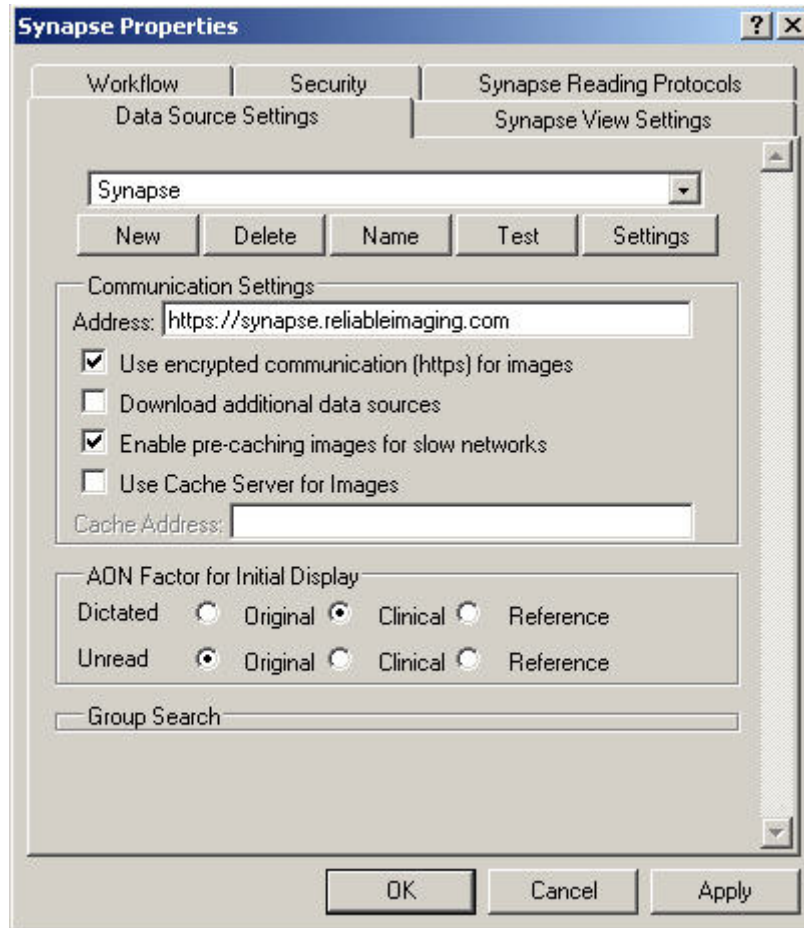 Synapse Properties
Workflow Security Synapse Reading Protocols
Data Source Settings Synapse View Settings
Synapse
New Delete Name Test Settings
Communication Settings
Address: https://synapse.reliableimaging.com
Use encrypted communication (https) for images
Download additional data sources
Enable pre-caching images for slow networks
Use Cache Server for Images
Cache Address:
AON Factor for Initial Display
Dictated Original Clinical Reference
Unread Original Clinical Reference
Group Search
OK Cancel Apply